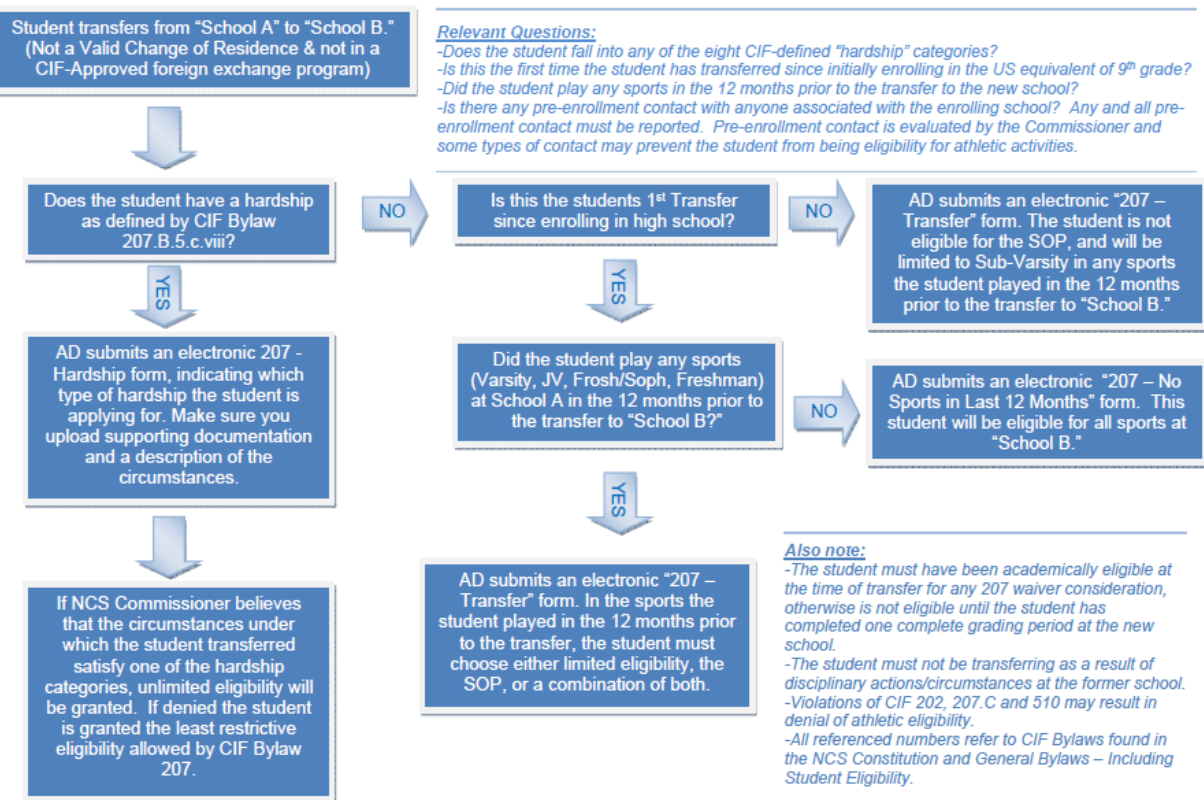 Student transfers from “School A” to “School B.”
(Not a Valid Change of Residence & not in a
CIF-Approved foreign exchange program)
Relevant Questions:
-Does the student fall into any of the eight CIF-defined “hardship” categories?
-Is this the first time the student has transferred since initially enrolling in the US equivalent of 9th grade?
-Did the student play any sports in the 12 months prior to the transfer to the new school?
-Is there any pre-enrollment contact with anyone associated with the enrolling school? Any and all pre-
enrollment contact must be reported. Pre-enrollment contact is evaluated by the Commissioner and
some types of contact may prevent the student from being eligibility for athletic activities.
Does the student have a hardship
as defined by CIF Bylaw
207.B.5.c.viii?
NO
Is this the students 1st Transfer
since enrolling in high school?
NO
AD submits an electronic “207 –
Transfer” form. The student is not
eligible for the SOP, and will be
limited to Sub-Varsity in any sports
the student played in the 12 months
prior to the transfer to “School B.”
YES
YES
AD submits an electronic 207 -
Hardship form, indicating which
type of hardship the student is
applying for. Make sure you
upload supporting documentation
and a description of the
circumstances.
Did the student play any sports
(Varsity, JV, Frosh/Soph, Freshman)
at School A in the 12 months prior to
the transfer to “School B?”
NO
AD submits an electronic “207 – No
Sports in Last 12 Months” form. This
student will be eligible for all sports at
“School B.”
YES
If NCS Commissioner believes
that the circumstances under
which the student transferred
satisfy one of the hardship
categories, unlimited eligibility will
be granted. If denied the student
is granted the least restrictive
eligibility allowed by CIF Bylaw
207.
AD submits an electronic “207 –
Transfer” form. In the sports the
student played in the 12 months prior
to the transfer, the student must
choose either limited eligibility, the
SOP, or a combination of both.
Also note:
-The student must have been academically eligible at
the time of transfer for any 207 waiver consideration,
otherwise is not eligible until the student has
completed one complete grading period at the new
school.
-The student must not be transferring as a result of
disciplinary actions/circumstances at the former school.
-Violations of CIF 202, 207.C and 510 may result in
denial of athletic eligibility.
-All referenced numbers refer to CIF Bylaws found in
the NCS Constitution and General Bylaws – Including
Student Eligibility.